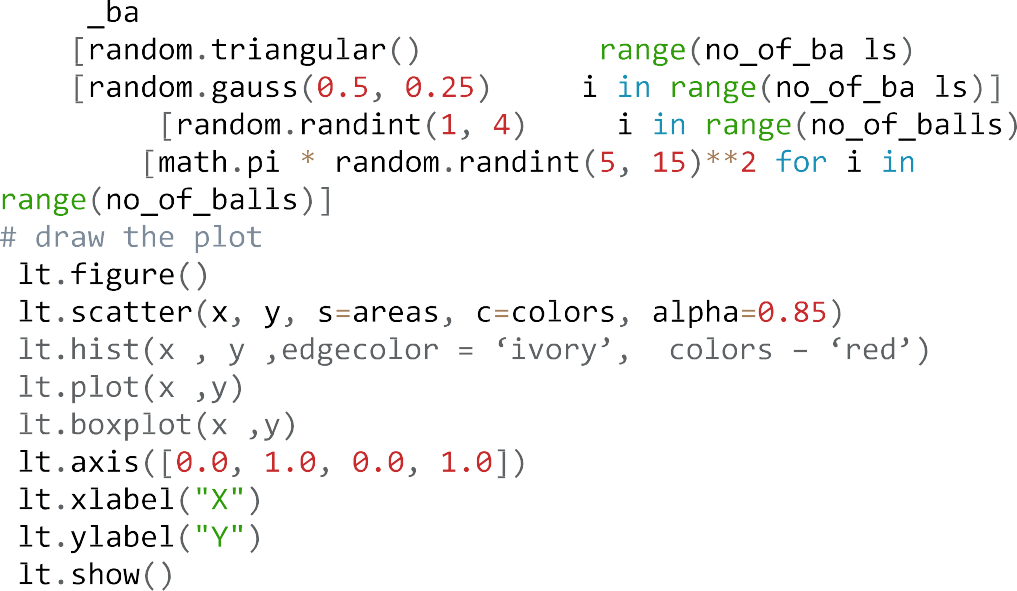 _ba
[random.triangular() range(no_of_ba ls)
[random.gauss(0.5, 0.25) i in range(no_of_ba ls)]
[random.randint(1, 4) i in range(no_of_balls)
[math.pi * random.randint(5, 15)**2 for i in
range(no_of_balls)]
# draw the plot
lt.figure()
lt.scatter(x, y, s=areas, c=colors, alpha=0.85)
lt.hist(x , y ,edgecolor = ‘ivory’, colors – ‘red’)
lt.plot(x ,y)
lt.boxplot(x ,y)
lt.axis([0.0, 1.0, 0.0, 1.0])
lt.xlabel("X")
lt.ylabel("Y")
lt.show()